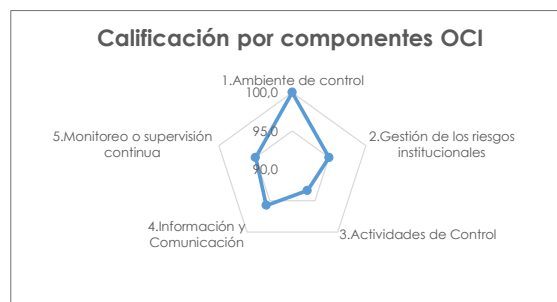 Calificación por componentes OCI
1.Ambiente de control
100,0
95,0
90,0
2.Gestión de los riesgos
institucionales
3.Actividades de Control
4.Información y
Comunicación
5.Monitoreo o supervisión
continua